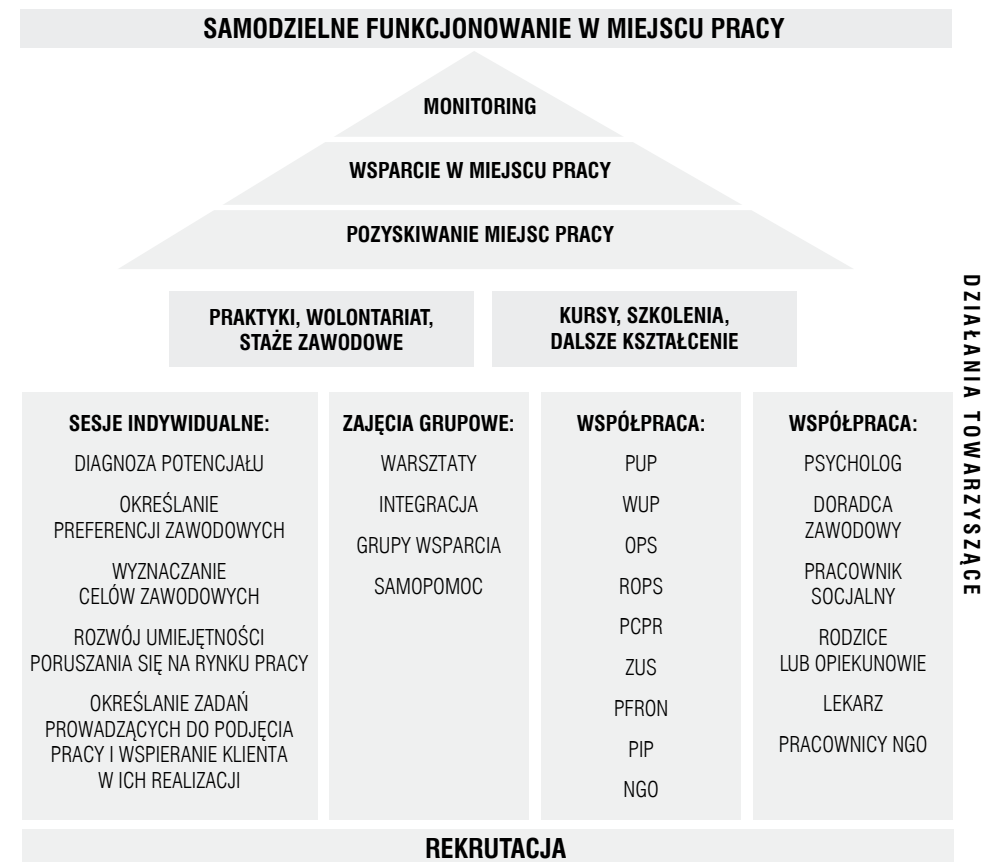 SAMODZIELNE FUNKCJONOWANIE W MIEJSCU PRACY
MONITORING
WSPARCIE W MIEJSCU PRACY
POZYSKIWANIE MIEJSC PRACY
PRAKTYKI, WOLONTARIAT,
STAŻE ZAWODOWE
KURSY, SZKOLENIA,
DALSZE KSZTAŁCENIE
SESJE INDYWIDUALNE:
DIAGNOZA POTENCJAŁU
OKREŚLANIE
PREFERENCJI ZAWODOWYCH
WYZNACZANIE
CELÓW ZAWODOWYCH
ROZWÓJ UMIEJĘTNOŚCI
PORUSZANIA SIĘ NA RYNKU PRACY
OKREŚLANIE ZADAŃ
PROWADZĄCYCH DO PODJĘCIA
PRACY I WSPIERANIE KLIENTA
W ICH REALIZACJI
ZAJĘCIA GRUPOWE:
WARSZTATY
INTEGRACJA
GRUPY WSPARCIA
SAMOPOMOC
WSPÓŁPRACA:
PUP
WUP
OPS
ROPS
PCPR
ZUS
PFRON
PIP
NGO
WSPÓŁPRACA:
PSYCHOLOG
DORADCA
ZAWODOWY
PRACOWNIK
SOCJALNY
RODZICE
LUB OPIEKUNOWIE
LEKARZ
PRACOWNICY NGO
DZIAŁANIA TOWARZYSZĄCE
REKRUTACJA